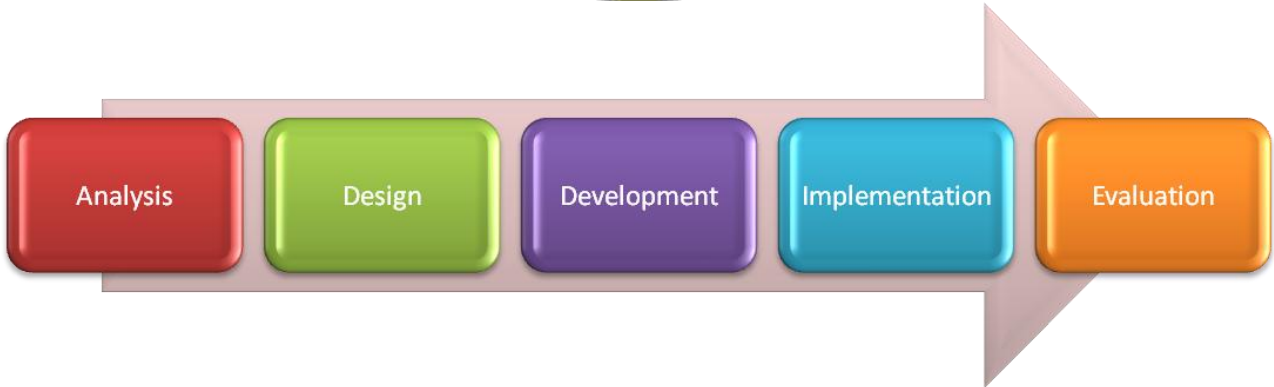 Analysis
Design
Development
Implementation
Evaluation